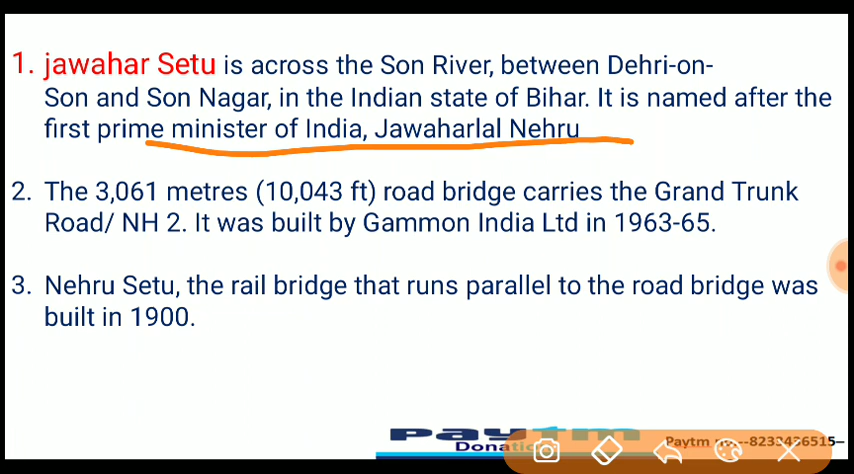 1. jawahar Setu is across the Son River, between Dehri-on-
Son and Son Nagar, in the Indian state of Bihar. It is named after the
first prime minister of India, Jawaharlal Nehru
2. The 3,061 metres (10,043 ft) road bridge carries the Grand Trunk
Road/ NH 2. It was built by Gammon India Ltd in 1963-65.
3. Nehru Setu, the rail bridge that runs parallel to the road bridge was
built in 1900.
paytm
Paytm